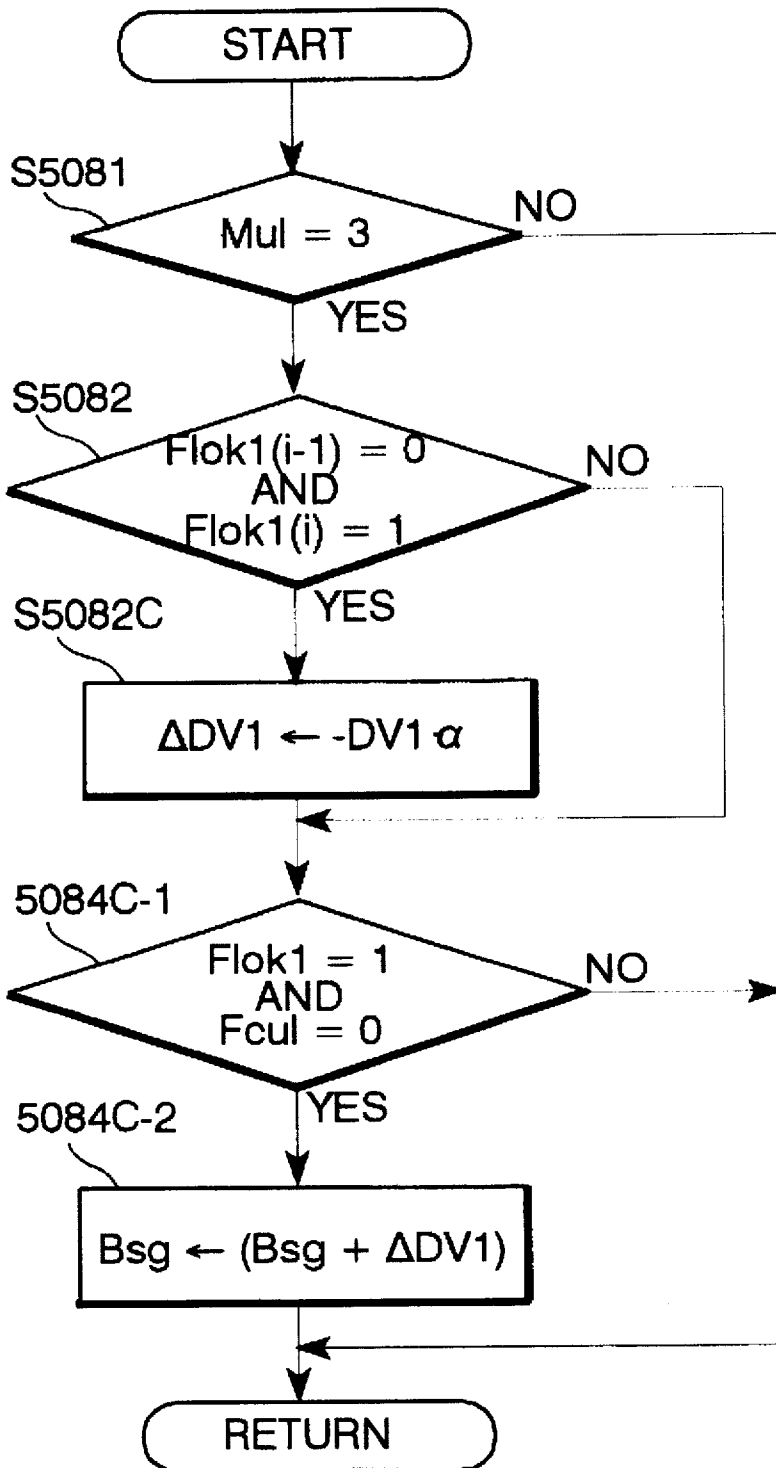 START
S5081
Mul = 3
NO
YES
S5082
Flok1(i-1) = 0
AND
Flok1(i) = 1
NO
YES
S5082C
ΔDV1 ← -DV1·α
5084C-1
Flok1 = 1
AND
Fcul = 0
NO
YES
5084C-2
Bsg ← (Bsg + ΔDV1)
RETURN